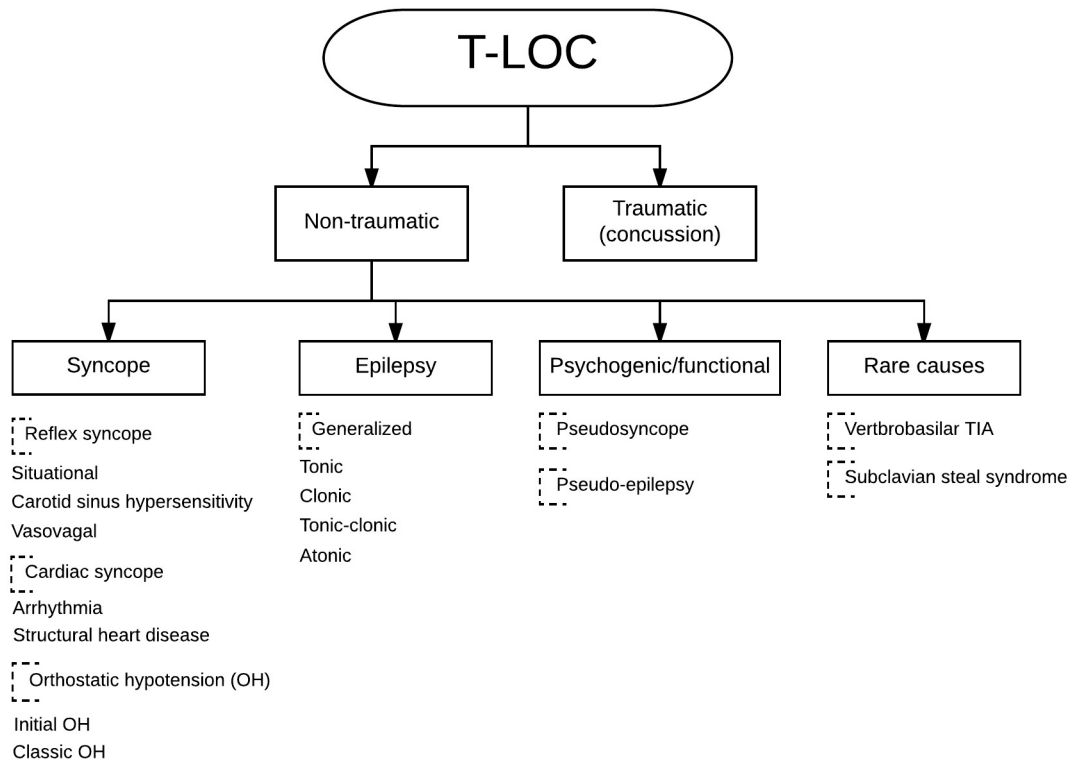 T-LOC
Non-traumatic
Traumatic
(concussion)
Syncope
Reflex syncope
Situational
Carotid sinus hypersensitivity
Vasovagal
Cardiac syncope
Arrhythmia
Structural heart disease
Orthostatic hypotension (OH)
Initial OH
Classic OH
Epilepsy
Generalized
Tonic
Clonic
Tonic-clonic
Atonic
Psychogenic/functional
Pseudosyncope
Pseudo-epilepsy
Rare causes
Vertbrobasilar TIA
Subclavian steal syndrome